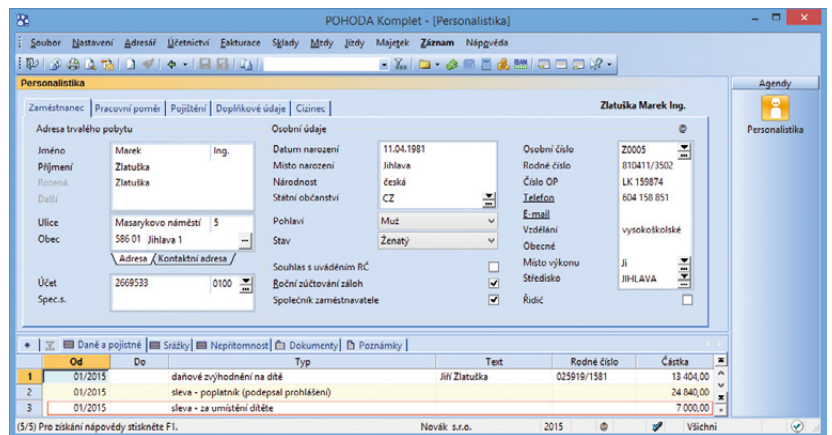 POHODA Komplet - [Personalistika]
Soubor Nastavení Adresář Účetnictví Fakturace Sklady Mzdy Jízdy Majetek Záznam Nápověda
Personalistika
Agendy
Zaměstnanec Pracovní poměr Pojištění Doplňkové údaje Cizinec Zlatuška Marek Ing.
Personalistika
Adresa trvalého pobytu Osobní údaje @
Jméno Marek Ing. Datum narození 11.04.1981 Osobní číslo Z0005
Příjmení Zlatuška Místo narození Jihlava Rodné číslo 810411/3502
Rozená Zlatuška Národnost česká Číslo OP LK 159874
Další Státní občanství CZ Telefon 604 158 851
E-mail
Ulice Masarykovo náměstí 5 Pohlaví Muž Vzdělání vysokoškolské
Obec 586 01 Jihlava 1 Stav Ženatý Obecné
Adresa Kontaktní adresa Místo výkonu Ji
Souhlas s uváděním RČ
Účet 2669533 0100 Roční zúčtování záloh Středisko JIHLAVA
Spec.s. Společník zaměstnavatele Řidič
Daně a pojistné Srážky Nepřítomnost Dokumenty Poznámky
Od Do Typ Text Rodné číslo Částka
1 01/2015 daňové zvýhodnění na dítě Jiří Zlatuška 025919/1581 13 404,00
2 01/2015 sleva - poplatník (podepsal prohlášení) 24 840,00
3 01/2015 sleva - za umístění dítěte 7 000,00
(5/5) Pro získání nápovědy stiskněte F1. Novák s.r.o. 2015 @ Všichni